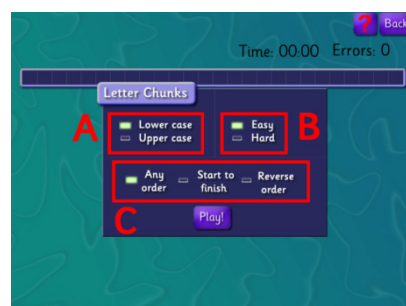 ? Back
Time: 00:00 Errors: 0
Letter Chunks
A
Lower case
Upper case
Easy
Hard
B
Any order
Start to finish
Reverse order
C
Play!